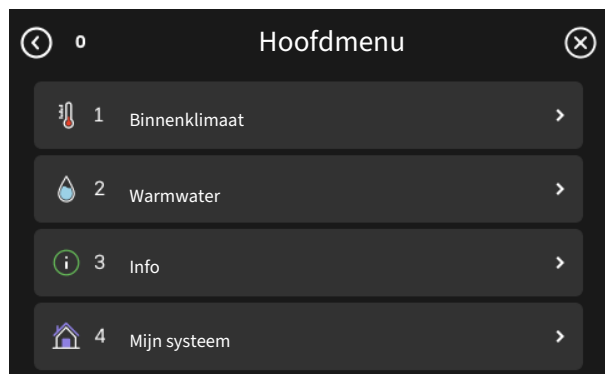 0 Hoofdmenu
1 Binnenklimaat
2 Warmwater
3 Info
4 Mijn systeem